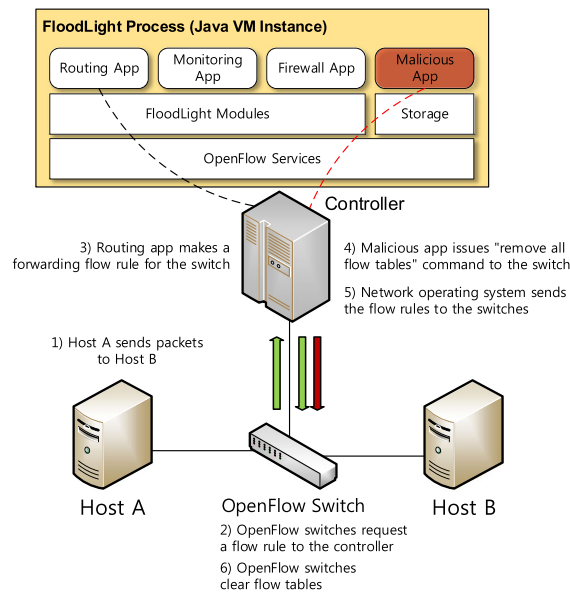 FloodLight Process (Java VM Instance)
Routing App
Monitoring
App
Firewall App
Malicious
App
FloodLight Modules
Storage
OpenFlow Services
Controller
3) Routing app makes a
forwarding flow rule for the switch
4) Malicious app issues "remove all
flow tables" command to the switch
5) Network operating system sends
the flow rules to the switches
1) Host A sends packets
to Host B
Host A
OpenFlow Switch
Host B
2) OpenFlow switches request
a flow rule to the controller
6) OpenFlow switches
clear flow tables